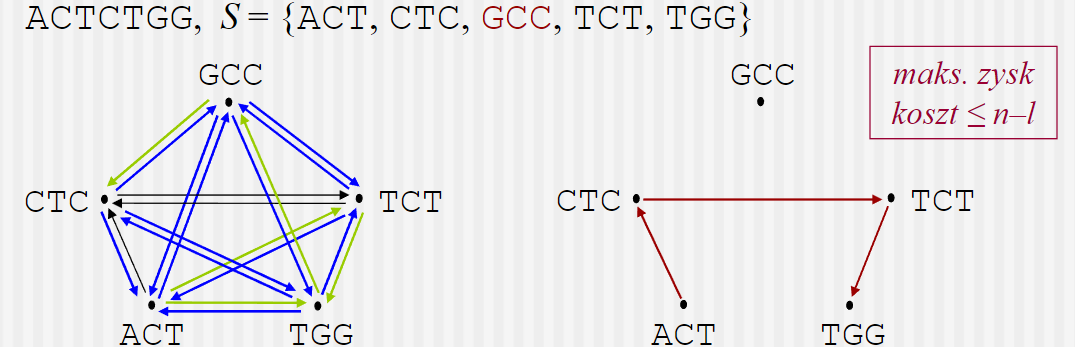 ACTCTGG, S = {ACT, CTC, GCC, TCT, TGG}
GCC
CTC
TCT
ACT
TGG
GCC
CTC
TCT
ACT
TGG
maks. zysk
koszt ≤ n–l